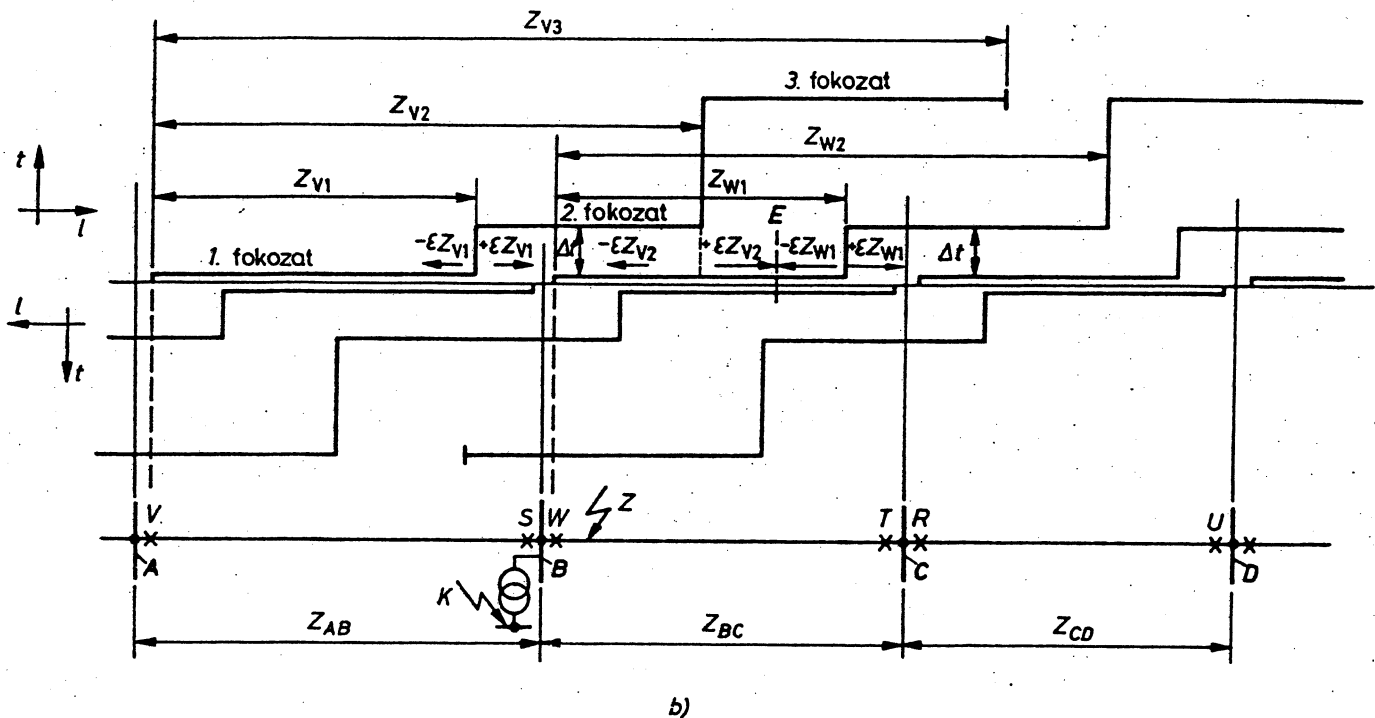 Z_V3
3. fokozat
Z_V2
Z_W2
t
Z_V1
Z_W1
l
2. fokozat
E
-εZ_V1 +εZ_V1 Δt -εZ_V2 +εZ_V2 -εZ_W1 +εZ_W1 Δt
1. fokozat
l
t
V S W Z T R U
A B C D
K
Z_AB Z_BC Z_CD
b)